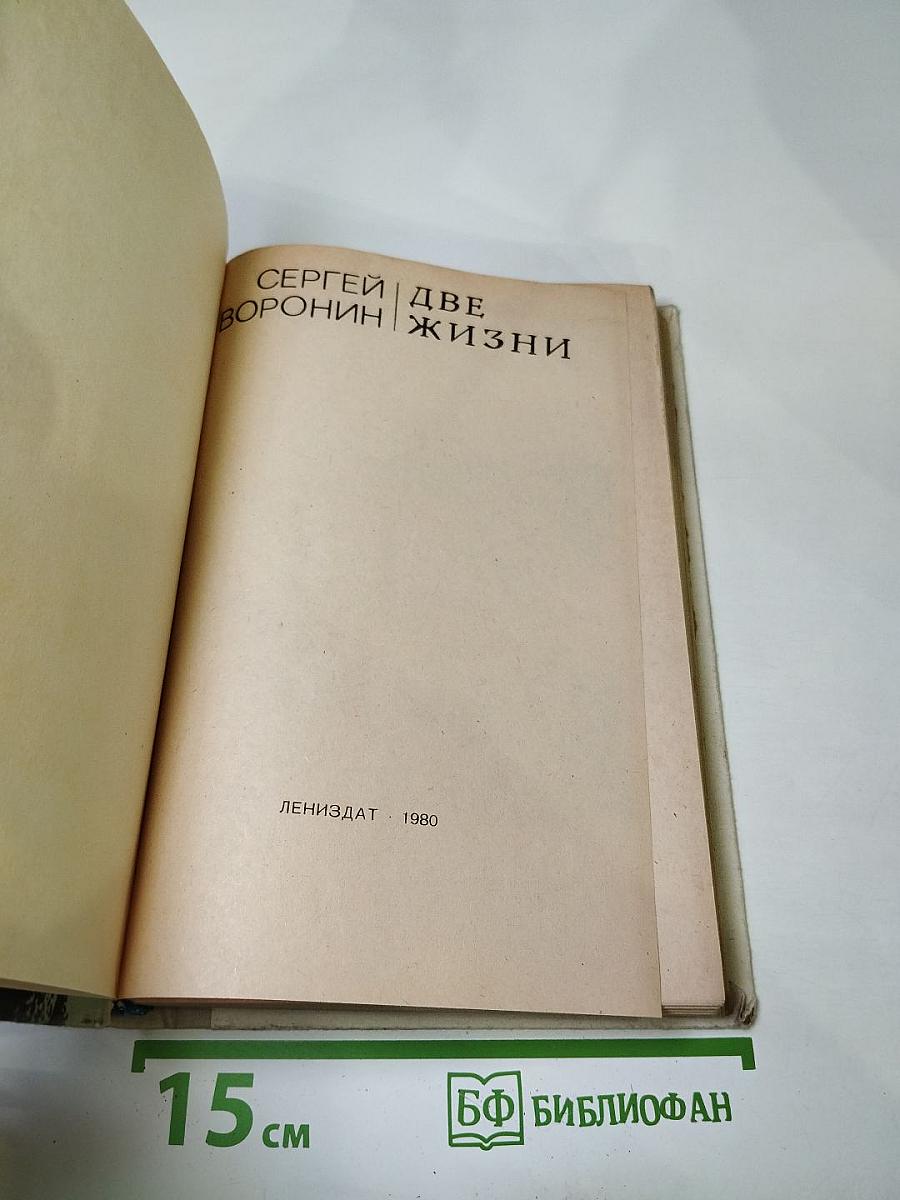 СЕРГЕЙ
ВОРОНИН
ДВЕ
ЖИЗНИ
ЛЕНИЗДАТ · 1980
15 см
БФ БИБЛИОФАН